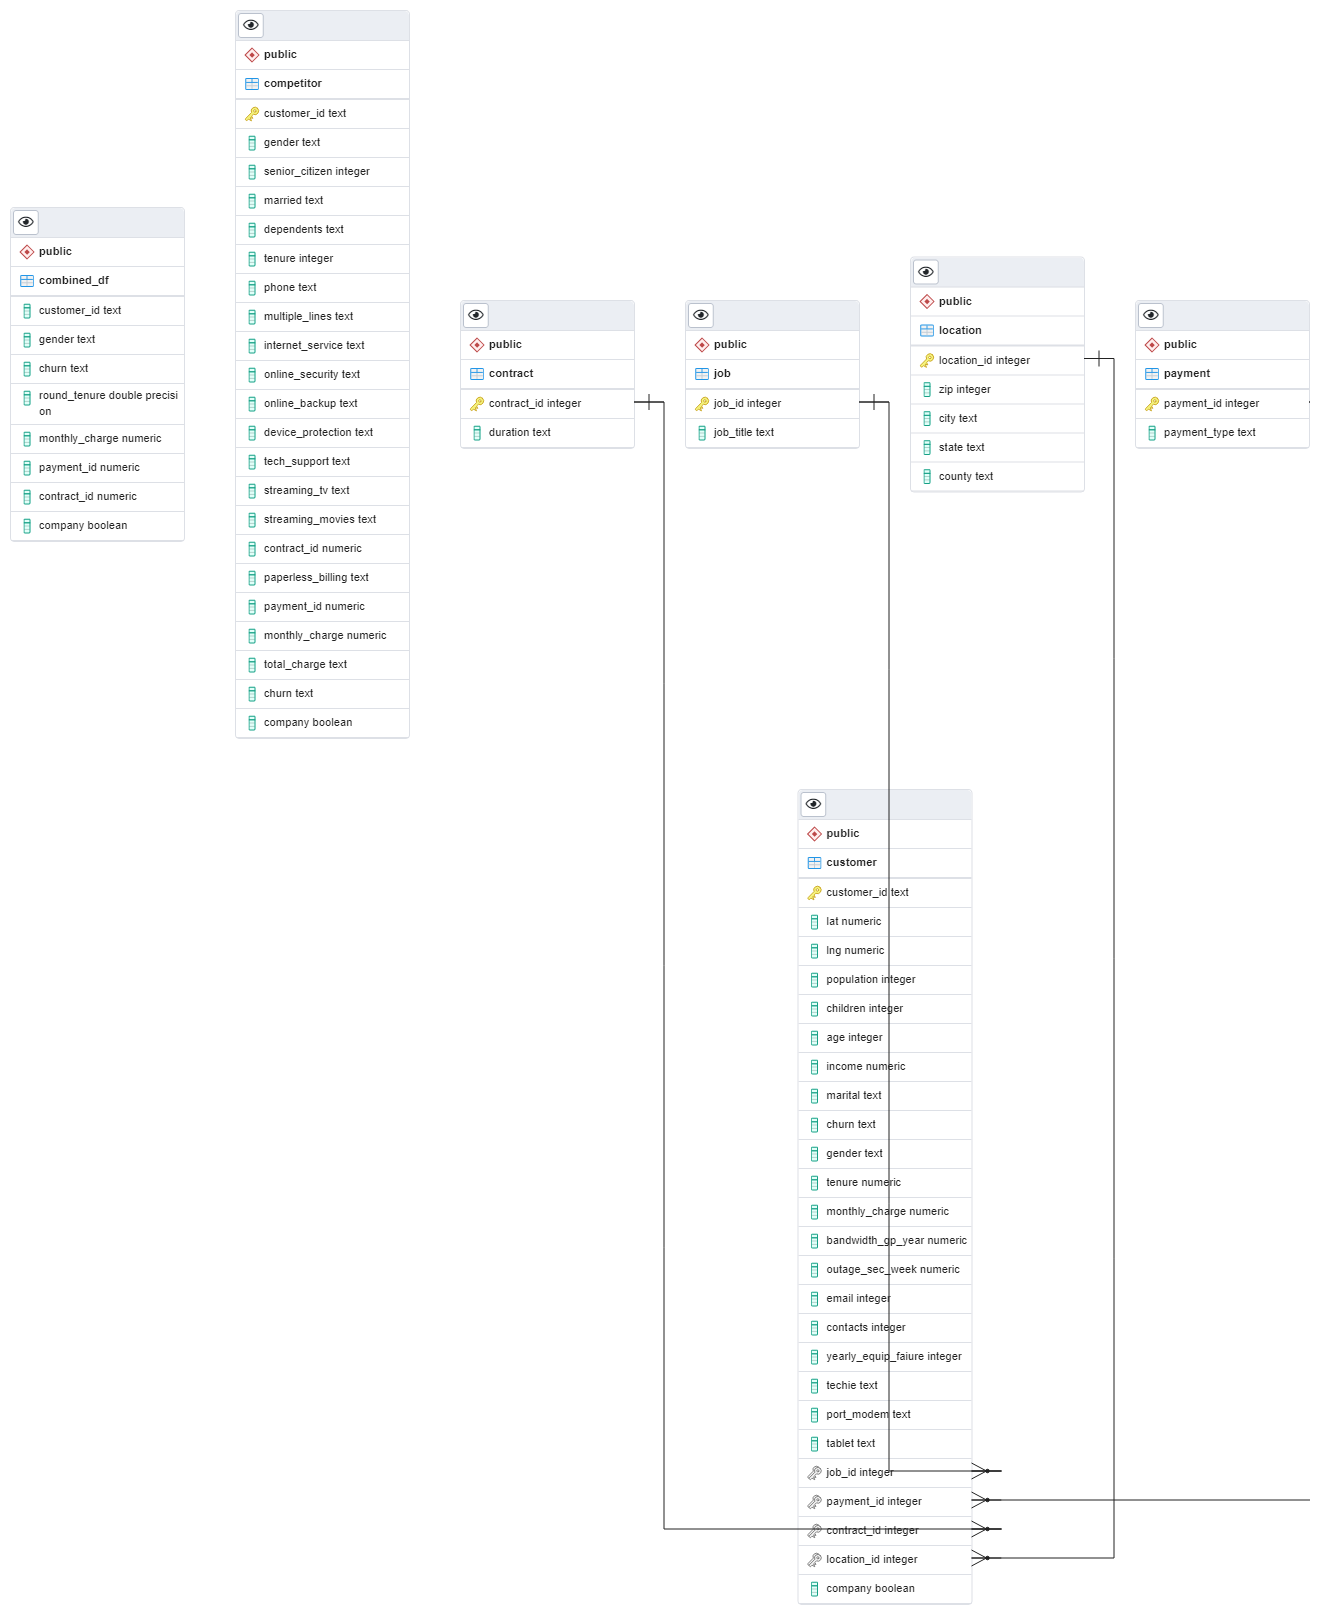 public
combined_df
customer_id text
gender text
churn text
round_tenure double precisi
on
monthly_charge numeric
payment_id numeric
contract_id numeric
company boolean
public
competitor
customer_id text
gender text
senior_citizen integer
married text
dependents text
tenure integer
phone text
multiple_lines text
internet_service text
online_security text
online_backup text
device_protection text
tech_support text
streaming_tv text
streaming_movies text
contract_id numeric
paperless_billing text
payment_id numeric
monthly_charge numeric
total_charge text
churn text
company boolean
public
contract
contract_id integer
duration text
public
job
job_id integer
job_title text
public
location
location_id integer
zip integer
city text
state text
county text
public
payment
payment_id integer
payment_type text
public
customer
customer_id text
lat numeric
lng numeric
population integer
children integer
age integer
income numeric
marital text
churn text
gender text
tenure numeric
monthly_charge numeric
bandwidth_gp_year numeric
outage_sec_week numeric
email integer
contacts integer
yearly_equip_faiure integer
techie text
port_modem text
tablet text
job_id integer
payment_id integer
contract_id integer
location_id integer
company boolean